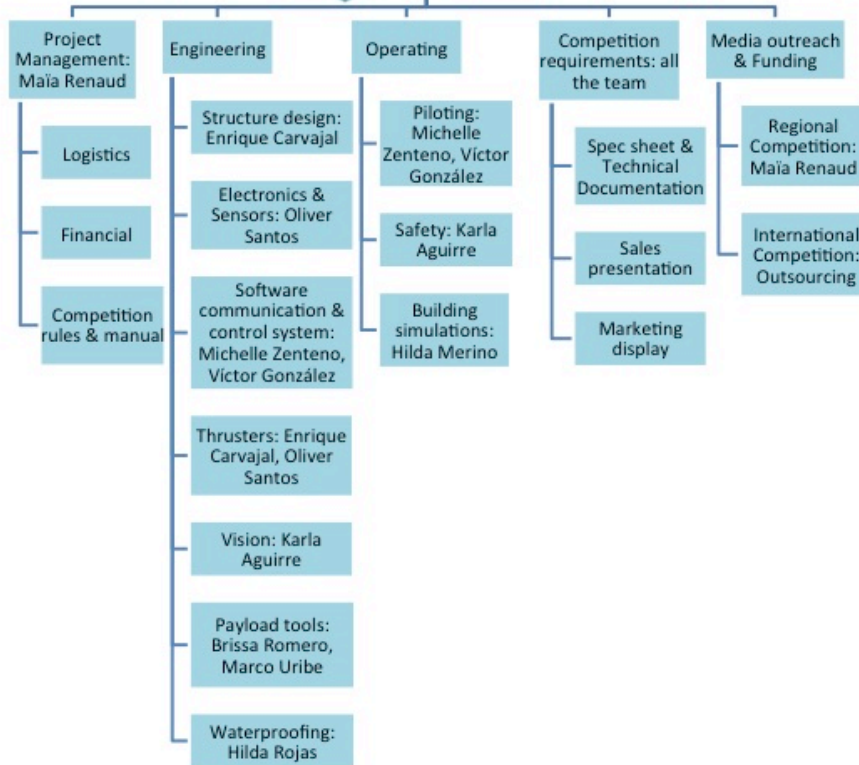 Project
Management:
Maïa Renaud
Logistics
Financial
Competition
rules & manual
Engineering
Structure design:
Enrique Carvajal
Electronics &
Sensors: Oliver
Santos
Software
communication &
control system:
Michelle Zenteno,
Víctor González
Thrusters: Enrique
Carvajal, Oliver
Santos
Vision: Karla
Aguirre
Payload tools:
Brissa Romero,
Marco Uribe
Waterproofing:
Hilda Rojas
Operating
Piloting:
Michelle
Zenteno, Víctor
González
Safety: Karla
Aguirre
Building
simulations:
Hilda Merino
Competition
requirements: all
the team
Spec sheet &
Technical
Documentation
Sales
presentation
Marketing
display
Media outreach
& Funding
Regional
Competition:
Maïa Renaud
International
Competition:
Outsourcing